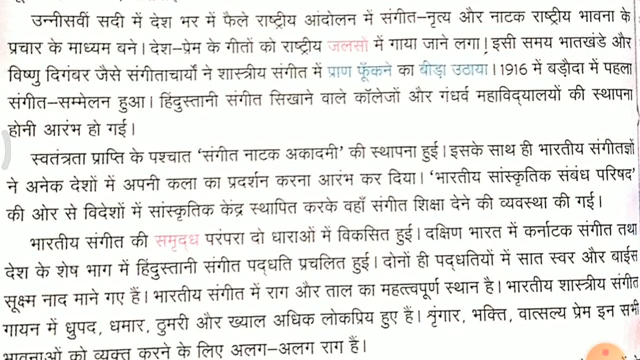 उन्नीसवीं सदी में देश भर में फैले राष्ट्रीय आंदोलन में संगीत–नृत्य और नाटक राष्ट्रीय भावना के
प्रचार के माध्यम बने। देश–प्रेम के गीतों को राष्ट्रीय जलसों में गाया जाने लगा। इसी समय भातखंडे और
विष्णु दिगंबर जैसे संगीताचार्यों ने शास्त्रीय संगीत में प्राण फूँकने का बीड़ा उठाया। 1916 में बड़ौदा में पहला
संगीत–सम्मेलन हुआ। हिंदुस्तानी संगीत सिखाने वाले कॉलेजों और गंधर्व महाविद्यालयों की स्थापना
होनी आरंभ हो गई।
स्वतंत्रता प्राप्ति के पश्चात ‘संगीत नाटक अकादमी’ की स्थापना हुई। इसके साथ ही भारतीय संगीतज्ञों
ने अनेक देशों में अपनी कला का प्रदर्शन करना आरंभ कर दिया। ‘भारतीय सांस्कृतिक संबंध परिषद’
की ओर से विदेशों में सांस्कृतिक केंद्र स्थापित करके वहाँ संगीत शिक्षा देने की व्यवस्था की गई।
भारतीय संगीत की समृद्ध परंपरा दो धाराओं में विकसित हुई। दक्षिण भारत में कर्नाटक संगीत तथा
देश के शेष भाग में हिंदुस्तानी संगीत पद्धति प्रचलित हुई। दोनों ही पद्धतियों में सात स्वर और बाईस
सूक्ष्म नाद माने गए हैं। भारतीय संगीत में राग और ताल का महत्त्वपूर्ण स्थान है। भारतीय शास्त्रीय संगीत
गायन में ध्रुपद, धमार, ठुमरी और ख्याल अधिक लोकप्रिय हुए हैं। शृंगार, भक्ति, वात्सल्य प्रेम इन सभी
भावनाओं को व्यक्त करने के लिए अलग–अलग राग हैं।